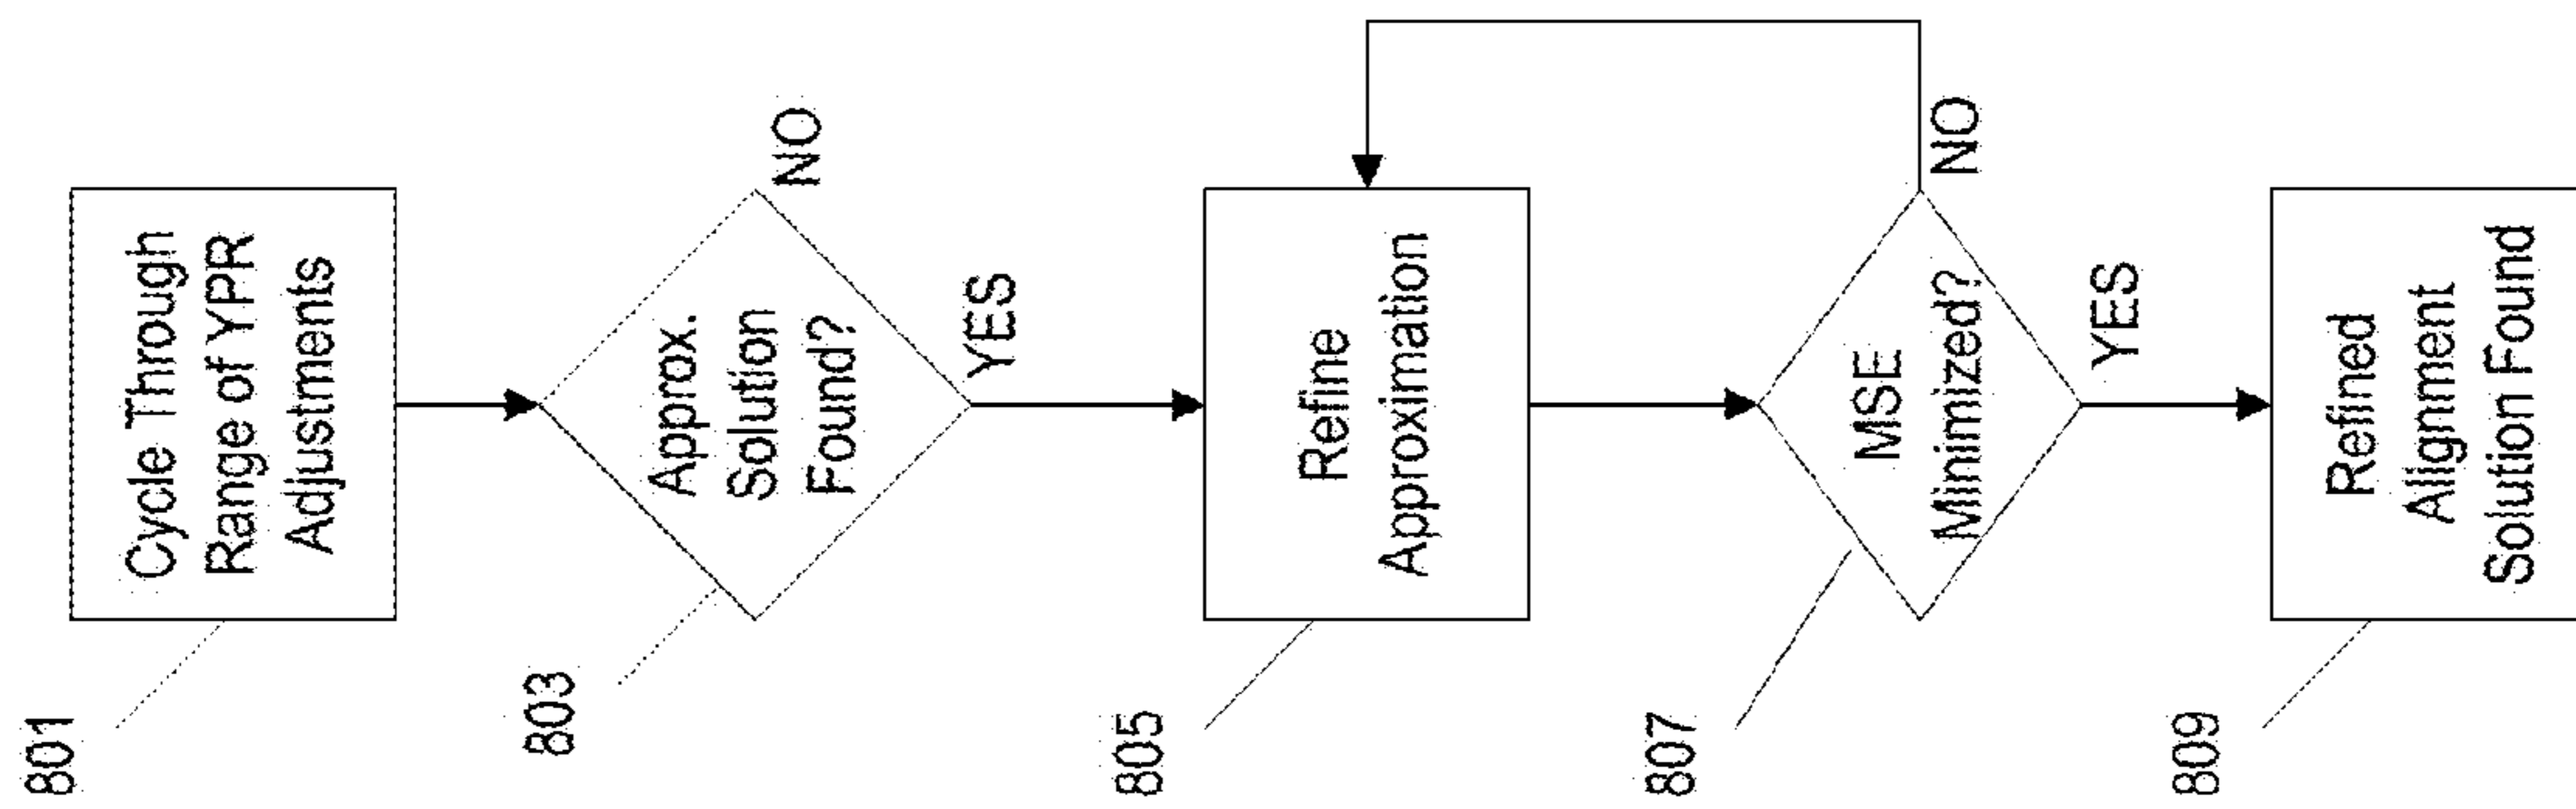 801
Cycle Through
Range of YPR
Adjustments
803
Approx.
Solution
Found?
NO
YES
805
Refine
Approximation
807
MSE
Minimized?
NO
YES
809
Refined
Alignment
Solution Found